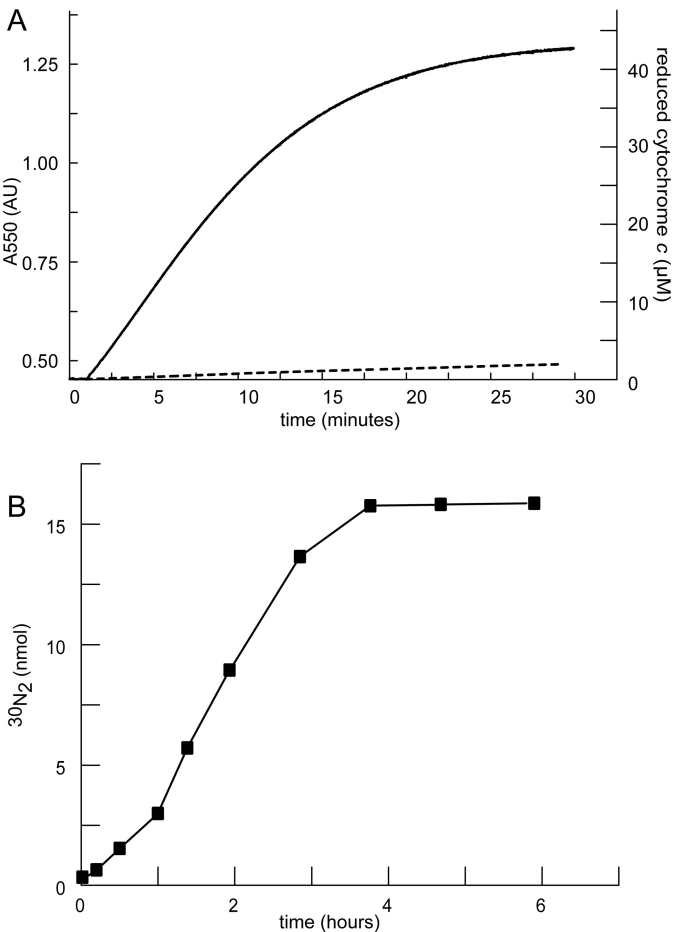 A
1.25
1.00
0.75
0.50
A550 (AU)
40
30
20
10
0
reduced cytochrome c (µM)
0 5 10 15 20 25 30
time (minutes)
B
15
10
5
0
30N2 (nmol)
0 2 4 6
time (hours)